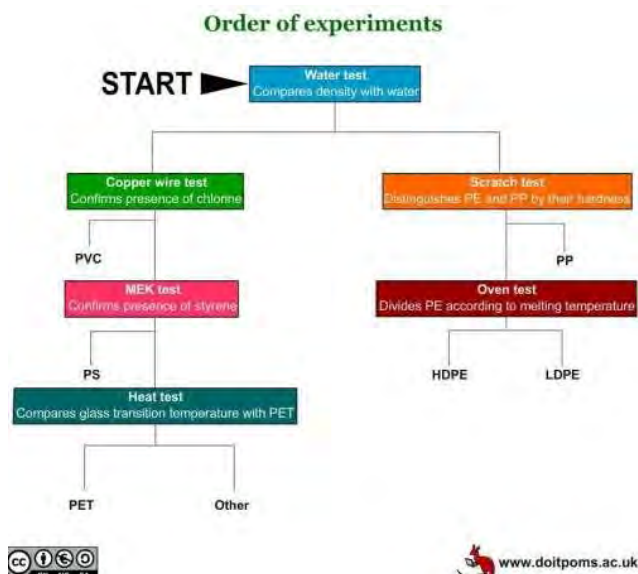 Order of experiments
START
Water test
Compares density with water
Copper wire test
Confirms presence of chlorine
Scratch test
Distinguishes PE and PP by their hardness
PVC
PP
MEK test
Confirms presence of styrene
Oven test
Divides PE according to melting temperature
PS
HDPE
LDPE
Heat test
Compares glass transition temperature with PET
PET
Other
cc
www.doitpoms.ac.uk